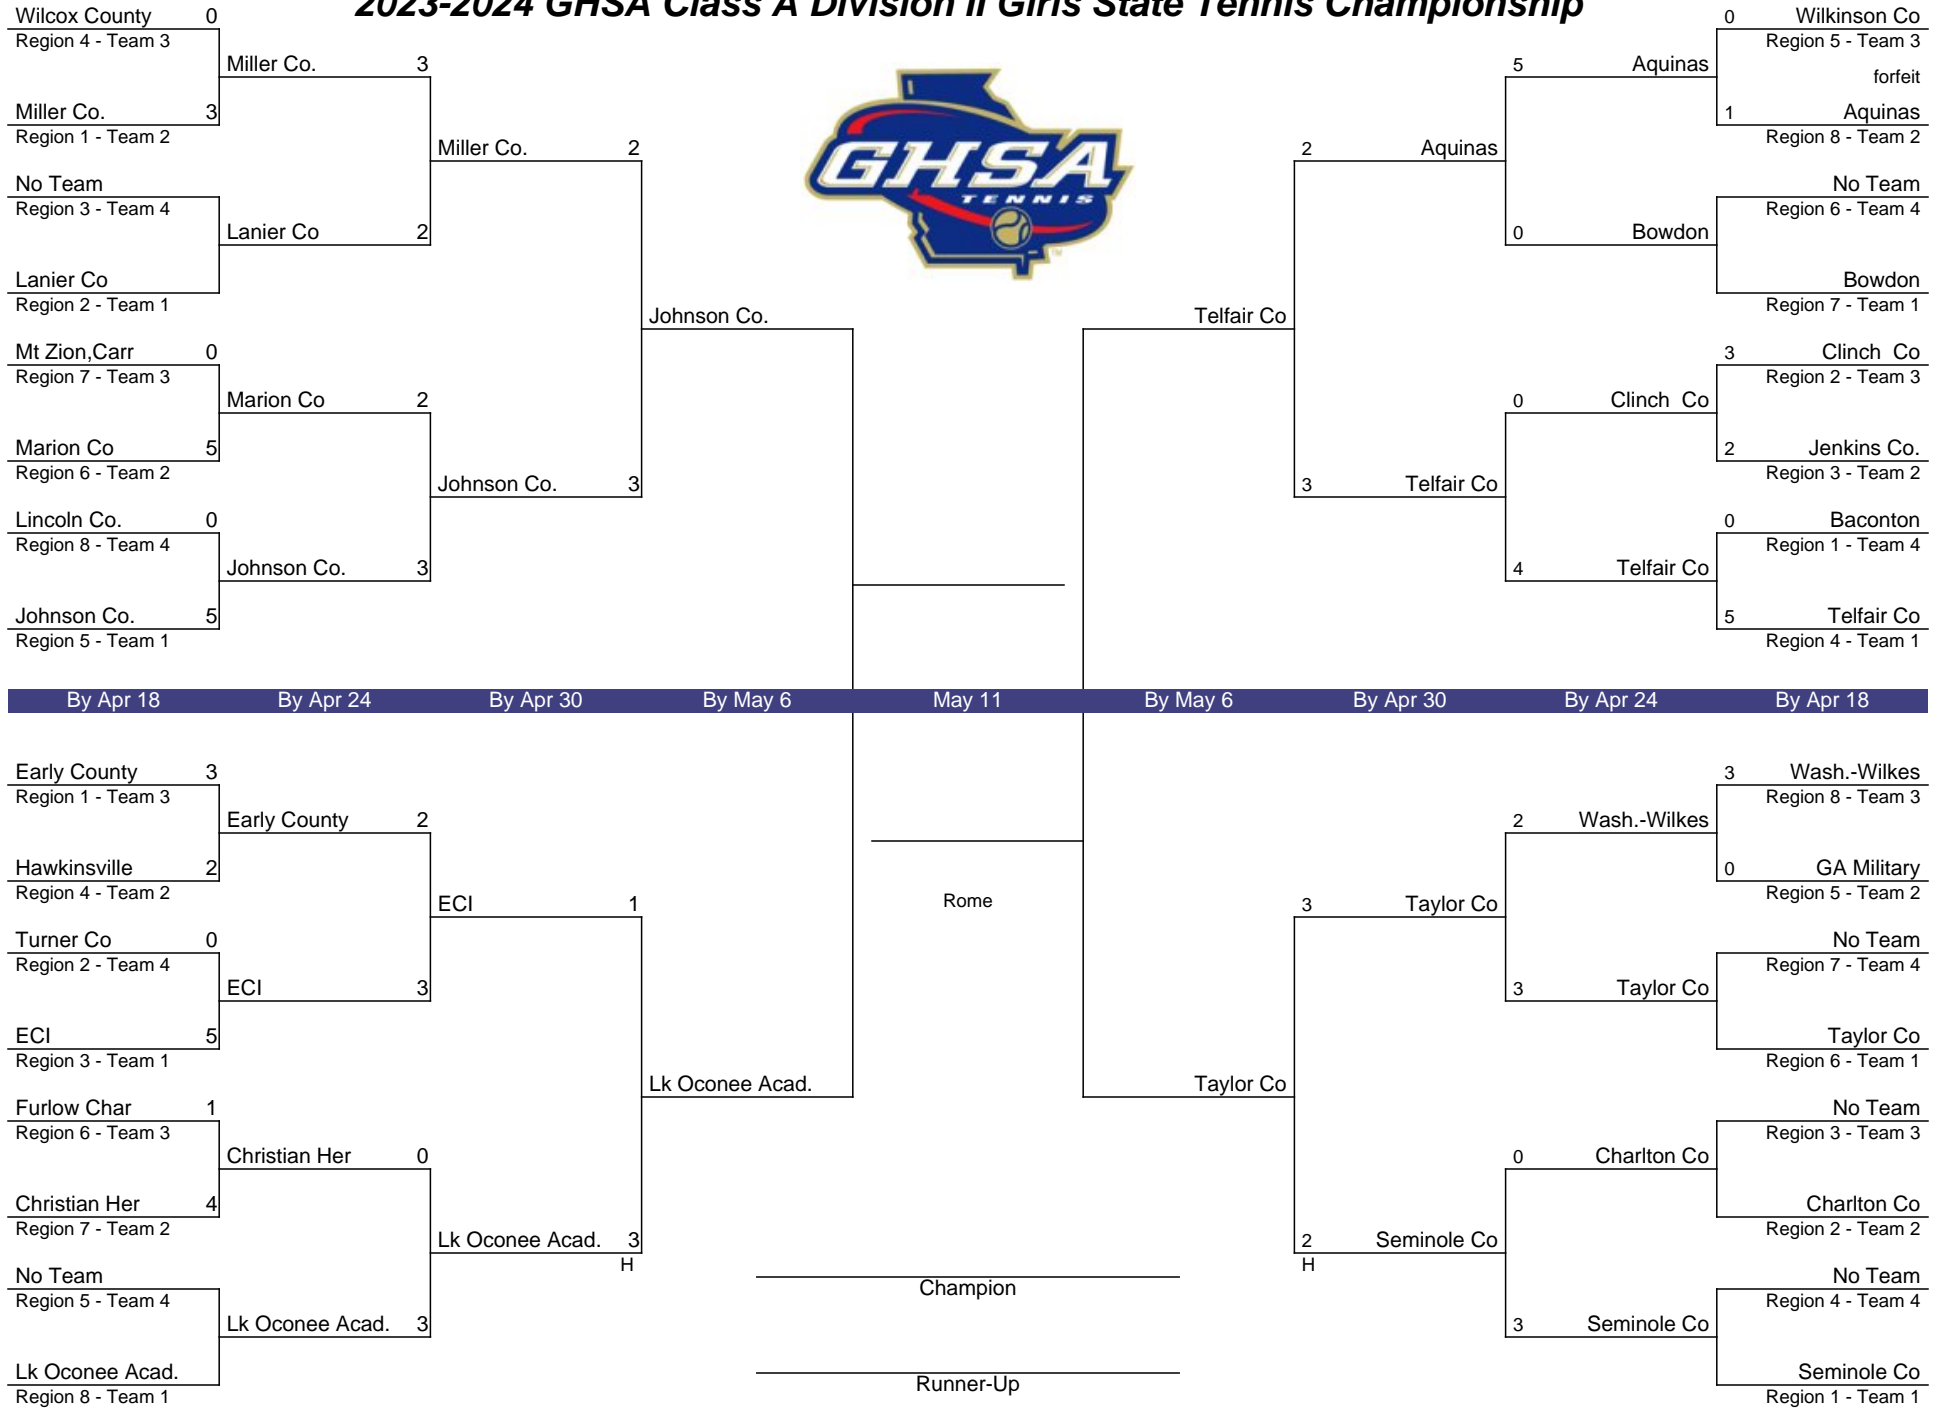 2023-2024 GHSA Class A Division II Girls State Tennis Championship
Wilcox County 0
Region 4 - Team 3
Miller Co. 3
Miller Co. 3
Region 1 - Team 2
Miller Co. 2
No Team
Region 3 - Team 4
Lanier Co 2
Lanier Co
Region 2 - Team 1
Johnson Co.
Mt Zion,Carr 0
Region 7 - Team 3
Marion Co 2
Marion Co 5
Region 6 - Team 2
Johnson Co. 3
Lincoln Co. 0
Region 8 - Team 4
Johnson Co. 3
Johnson Co. 5
Region 5 - Team 1
GHSA
TENNIS
TM
0 Wilkinson Co
Region 5 - Team 3
5 Aquinas
forfeit
1 Aquinas
Region 8 - Team 2
2 Aquinas
No Team
Region 6 - Team 4
0 Bowdon
Bowdon
Region 7 - Team 1
Telfair Co
3 Clinch Co
Region 2 - Team 3
0 Clinch Co
2 Jenkins Co.
Region 3 - Team 2
3 Telfair Co
0 Baconton
Region 1 - Team 4
4 Telfair Co
5 Telfair Co
Region 4 - Team 1
By Apr 18 By Apr 24 By Apr 30 By May 6 May 11 By May 6 By Apr 30 By Apr 24 By Apr 18
Early County 3
Region 1 - Team 3
Early County 2
Hawkinsville 2
Region 4 - Team 2
ECI 1
Turner Co 0
Region 2 - Team 4
ECI 3
ECI 5
Region 3 - Team 1
Lk Oconee Acad.
Furlow Char 1
Region 6 - Team 3
Christian Her 0
Christian Her 4
Region 7 - Team 2
Lk Oconee Acad. 3
H
No Team
Region 5 - Team 4
Lk Oconee Acad. 3
Lk Oconee Acad.
Region 8 - Team 1
Rome
Champion
Runner-Up
3 Wash.-Wilkes
Region 8 - Team 3
2 Wash.-Wilkes
0 GA Military
Region 5 - Team 2
3 Taylor Co
No Team
Region 7 - Team 4
3 Taylor Co
Taylor Co
Region 6 - Team 1
Taylor Co
No Team
Region 3 - Team 3
0 Charlton Co
Charlton Co
Region 2 - Team 2
2 Seminole Co
H
No Team
Region 4 - Team 4
3 Seminole Co
Seminole Co
Region 1 - Team 1